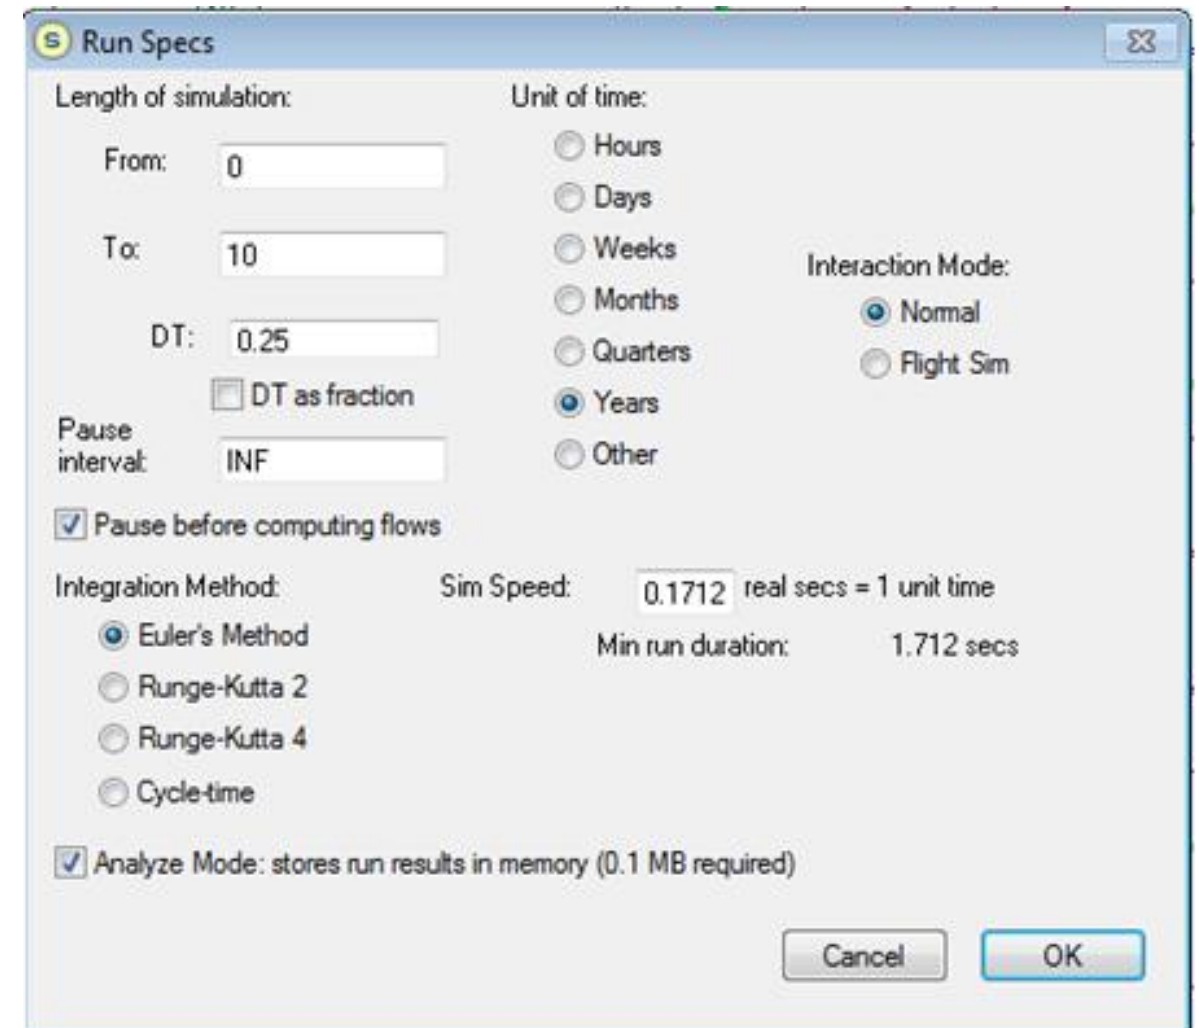 S Run Specs
Length of simulation:
From: 0
To: 10
DT: 0.25
DT as fraction
Pause
interval: INF
Unit of time:
Hours
Days
Weeks
Months
Quarters
Years
Other
Interaction Mode:
Normal
Flight Sim
Pause before computing flows
Integration Method:
Euler's Method
Runge-Kutta 2
Runge-Kutta 4
Cycle-time
Sim Speed: 0.1712 real secs = 1 unit time
Min run duration: 1.712 secs
Analyze Mode: stores run results in memory (0.1 MB required)
Cancel OK